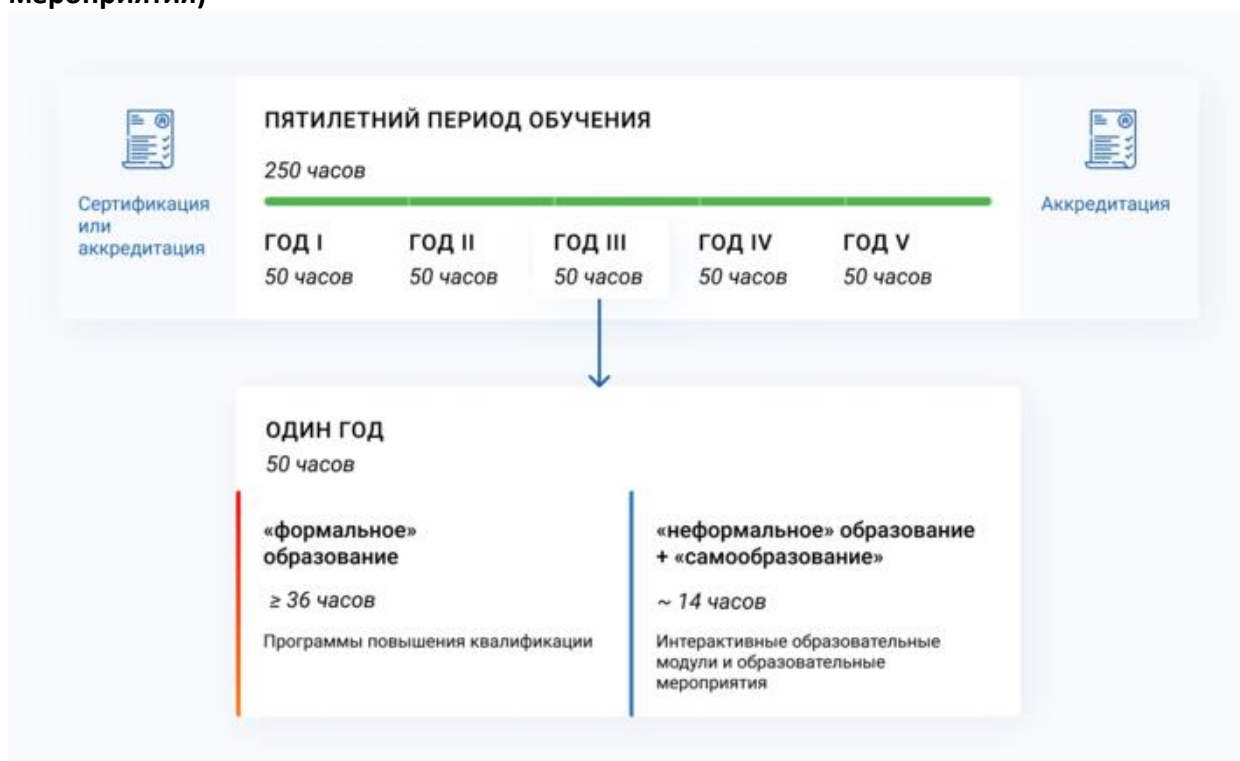 мероприятия)
ПЯТИЛЕТНИЙ ПЕРИОД ОБУЧЕНИЯ
250 часов
Сертификация
или
аккредитация
Аккредитация
ГОД I
ГОД II
ГОД III
ГОД IV
ГОД V
50 часов
50 часов
50 часов
50 часов
50 часов
ОДИН ГОД
50 часов
«формальное»
образование
≥ 36 часов
Программы повышения квалификации
«неформальное» образование
+ «самообразование»
~ 14 часов
Интерактивные образовательные
модули и образовательные
мероприятия